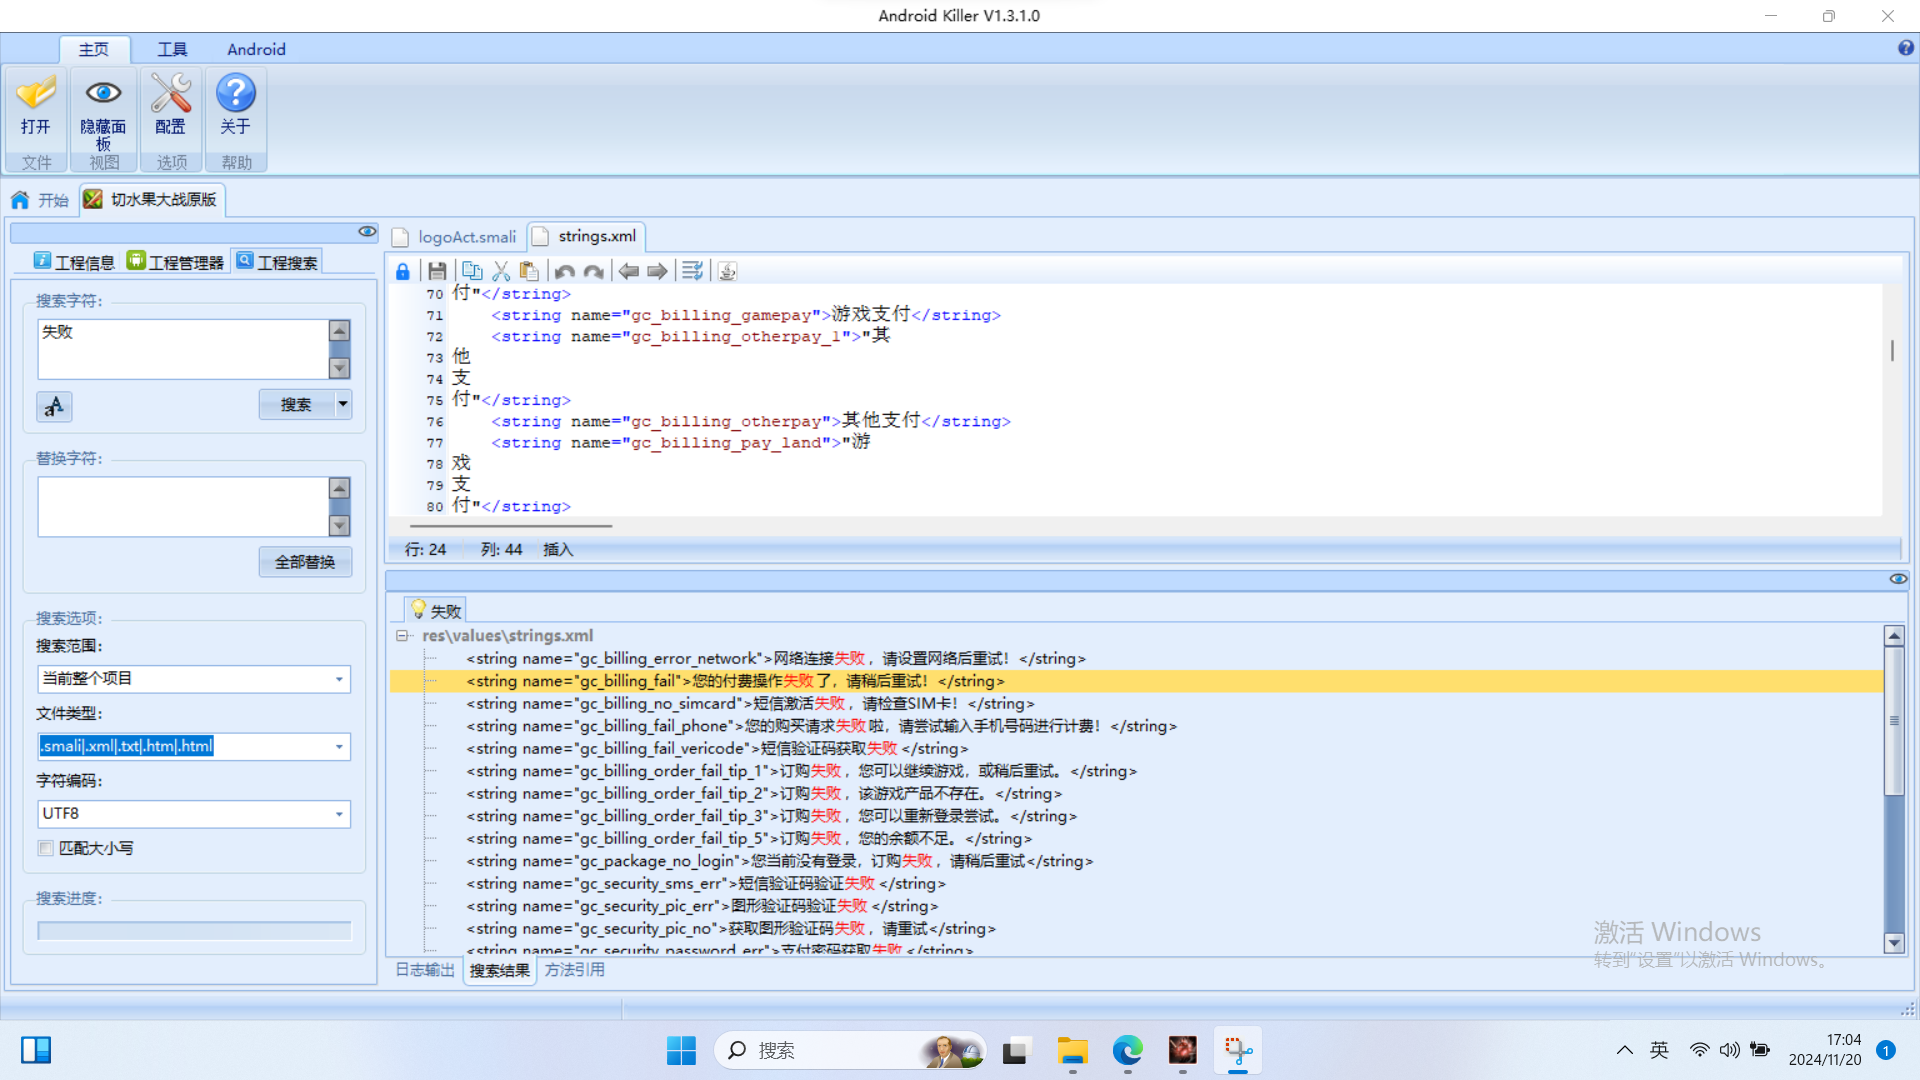 Android Killer V1.3.1.0
主页 工具 Android
打开 隐藏面板 配置 关于
文件 视图 选项 帮助
开始 切水果大战原版
工程信息 工程管理器 工程搜索
搜索字符:
失败
搜索
替换字符:
全部替换
搜索选项:
搜索范围:
当前整个项目
文件类型:
.smali|.xml|.txt|.htm|.html
字符编码:
UTF8
匹配大小写
搜索进度:
logoAct.smali strings.xml
70 付"</string>
71 <string name="gc_billing_gamepay">游戏支付</string>
72 <string name="gc_billing_otherpay_l">"其
73 他
74 支
75 付"</string>
76 <string name="gc_billing_otherpay">其他支付</string>
77 <string name="gc_billing_pay_land">"游
78 戏
79 支
80 付"</string>
行: 24 列: 44 插入
失败
res\values\strings.xml
<string name="gc_billing_error_network">网络连接失败，请设置网络后重试！</string>
<string name="gc_billing_fail">您的付费操作失败了，请稍后重试！</string>
<string name="gc_billing_no_simcard">短信激活失败，请检查SIM卡！</string>
<string name="gc_billing_fail_phone">您的购买请求失败啦，请尝试输入手机号码进行计费！</string>
<string name="gc_billing_fail_vericode">短信验证码获取失败</string>
<string name="gc_billing_order_fail_tip_1">订购失败，您可以继续游戏，或稍后重试。</string>
<string name="gc_billing_order_fail_tip_2">订购失败，该游戏产品不存在。</string>
<string name="gc_billing_order_fail_tip_3">订购失败，您可以重新登录尝试。</string>
<string name="gc_billing_order_fail_tip_5">订购失败，您的余额不足。</string>
<string name="gc_package_no_login">您当前没有登录，订购失败，请稍后重试</string>
<string name="gc_security_sms_err">短信验证码验证失败</string>
<string name="gc_security_pic_err">图形验证码验证失败</string>
<string name="gc_security_pic_no">获取图形验证码失败，请重试</string>
<string name="gc_security_password_err">支付密码获取失败</string>
日志输出 搜索结果 方法引用
激活 Windows
转到"设置"以激活 Windows。
搜索
英
17:04
2024/11/20
1